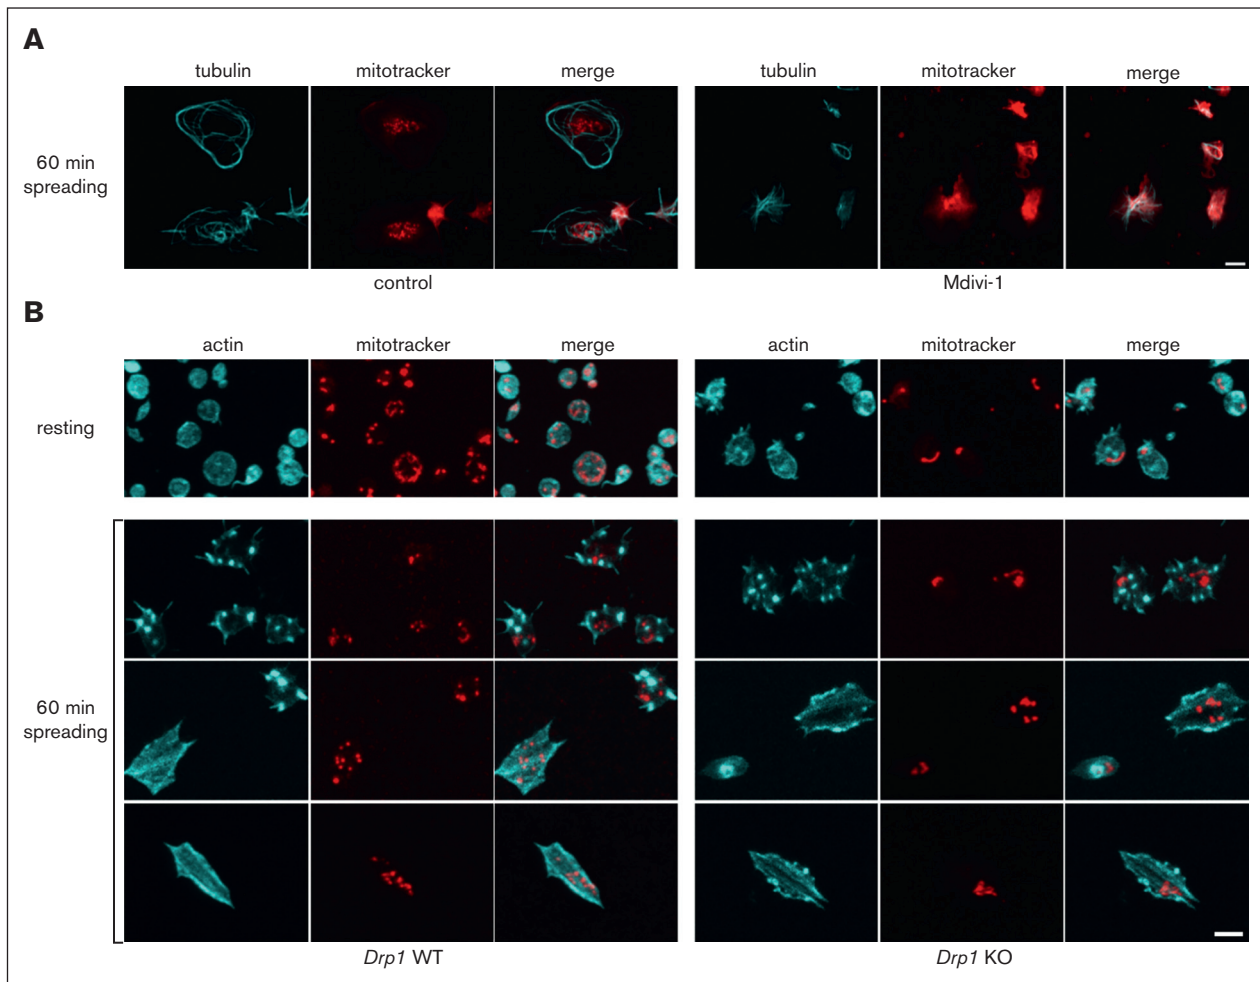 A
tubulin mitotracker merge tubulin mitotracker merge
60 min
spreading
control Mdivi-1
B
actin mitotracker merge actin mitotracker merge
resting
60 min
spreading
Drp1 WT Drp1 KO